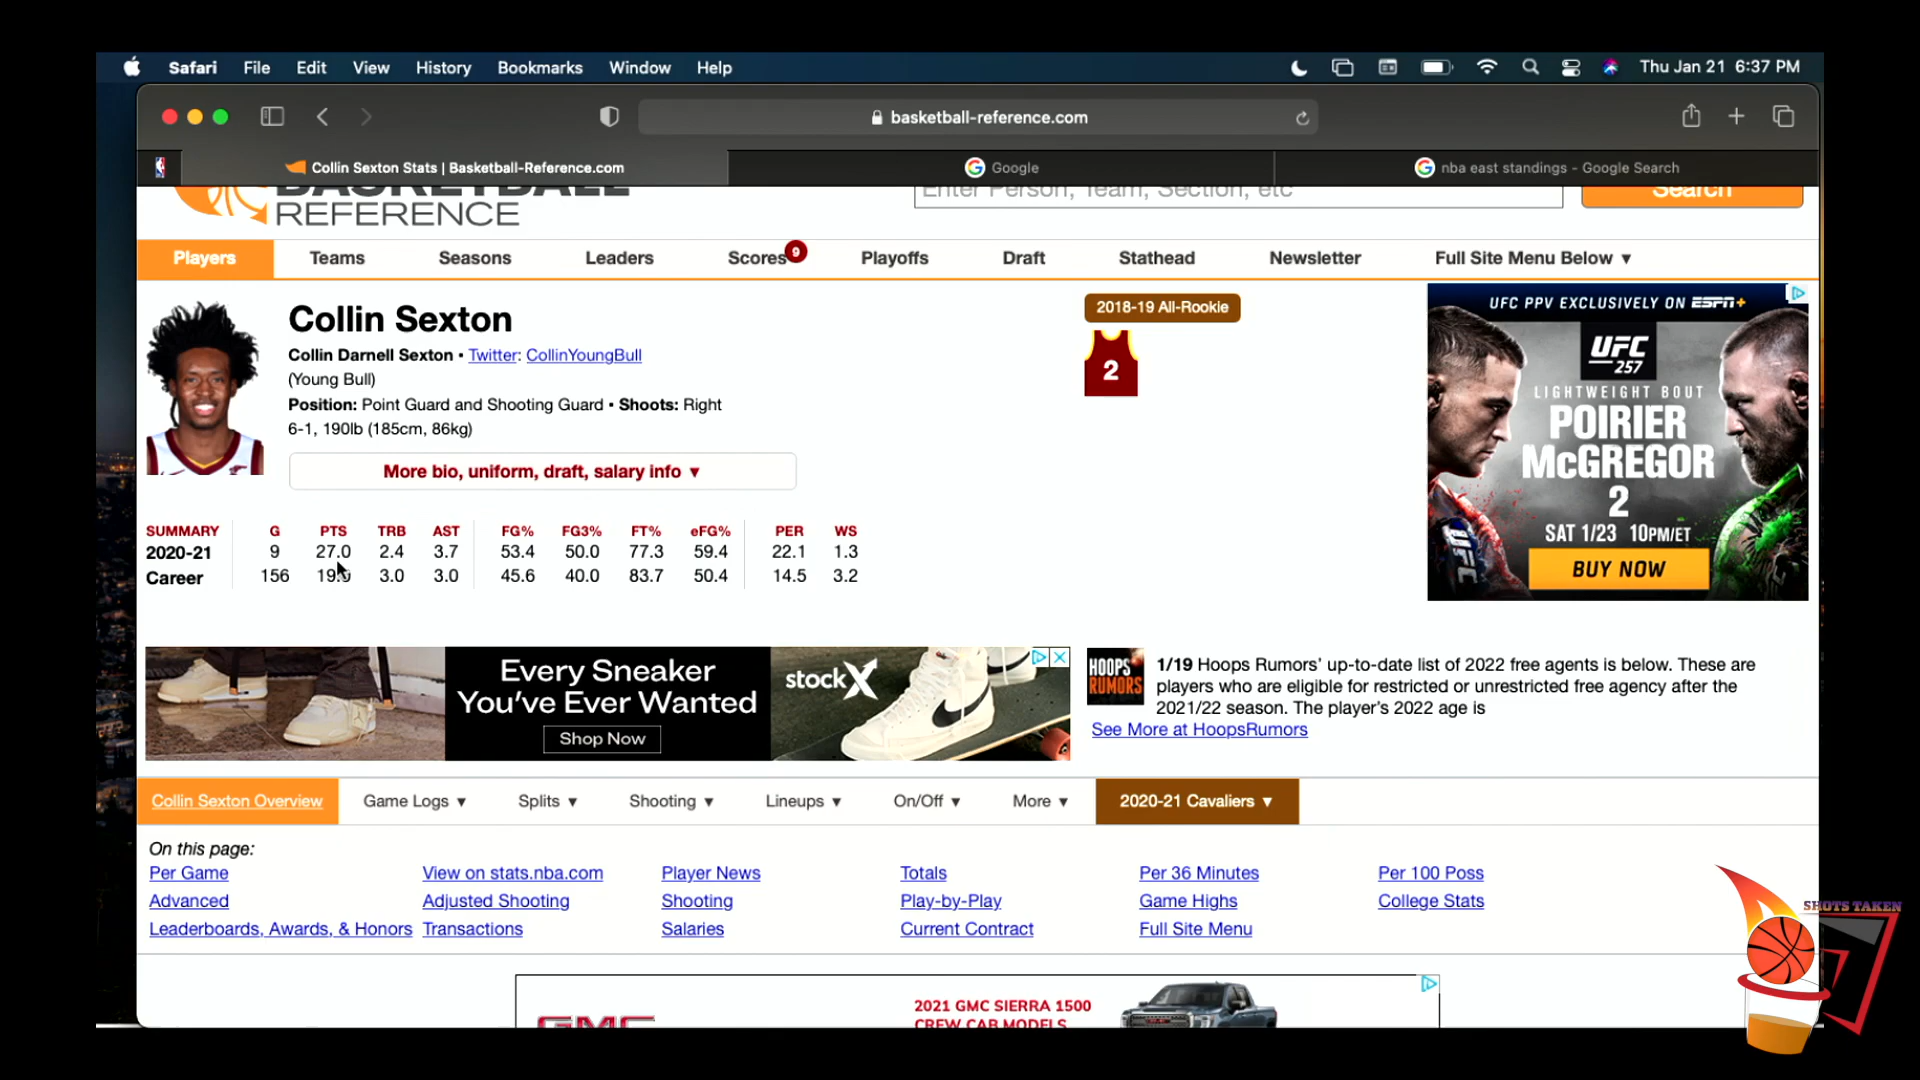 Safari File Edit View History Bookmarks Window Help Thu Jan 21 6:37 PM
basketball-reference.com
Collin Sexton Stats | Basketball-Reference.com Google nba east standings - Google Search
BASKETBALL
REFERENCE
Enter Person, Team, Section, etc Search
Players Teams Seasons Leaders Scores 9 Playoffs Draft Stathead Newsletter Full Site Menu Below ▼
Collin Sexton
Collin Darnell Sexton • Twitter: CollinYoungBull
(Young Bull)
Position: Point Guard and Shooting Guard • Shoots: Right
6-1, 190lb (185cm, 86kg)
More bio, uniform, draft, salary info ▼
2018-19 All-Rookie
2
UFC PPV EXCLUSIVELY ON ESPN+
UFC
257
LIGHTWEIGHT BOUT
POIRIER
McGREGOR
2
SAT 1/23 10PM/ET
BUY NOW
SUMMARY G PTS TRB AST FG% FG3% FT% eFG% PER WS
2020-21 9 27.0 2.4 3.7 53.4 50.0 77.3 59.4 22.1 1.3
Career 156 3.0 3.0 45.6 40.0 83.7 50.4 14.5 3.2
Every Sneaker
You've Ever Wanted
Shop Now
stockX
HOOPS
RUMORS
1/19 Hoops Rumors' up-to-date list of 2022 free agents is below. These are
players who are eligible for restricted or unrestricted free agency after the
2021/22 season. The player's 2022 age is
See More at HoopsRumors
Collin Sexton Overview Game Logs ▼ Splits ▼ Shooting ▼ Lineups ▼ On/Off ▼ More ▼ 2020-21 Cavaliers ▼
On this page:
Per Game View on stats.nba.com Player News Totals Per 36 Minutes Per 100 Poss
Advanced Adjusted Shooting Shooting Play-by-Play Game Highs College Stats
Leaderboards, Awards, & Honors Transactions Salaries Current Contract Full Site Menu
SHOTS TAKEN
GMC
2021 GMC SIERRA 1500
CREW CAB MODELS